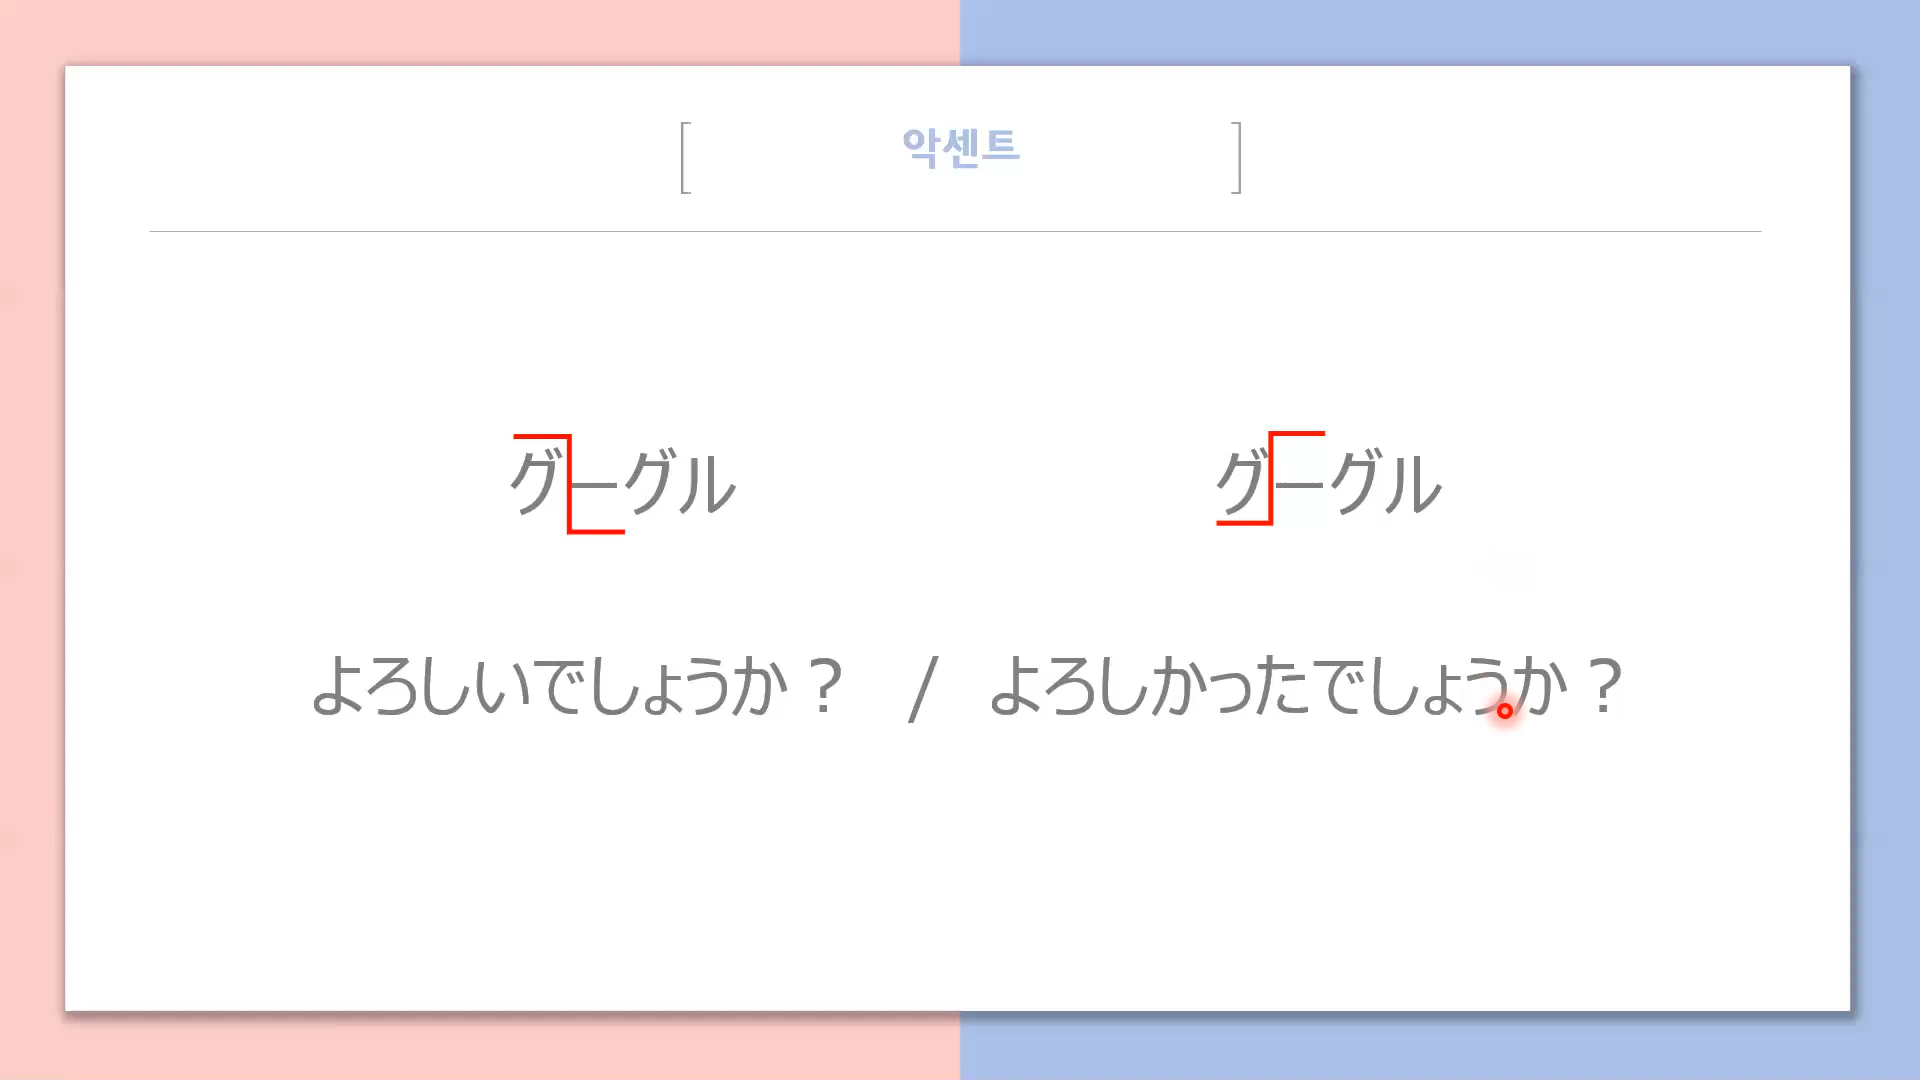 [ 악센트 ]
グーグル グーグル
よろしいでしょうか？ / よろしかったでしょうか？